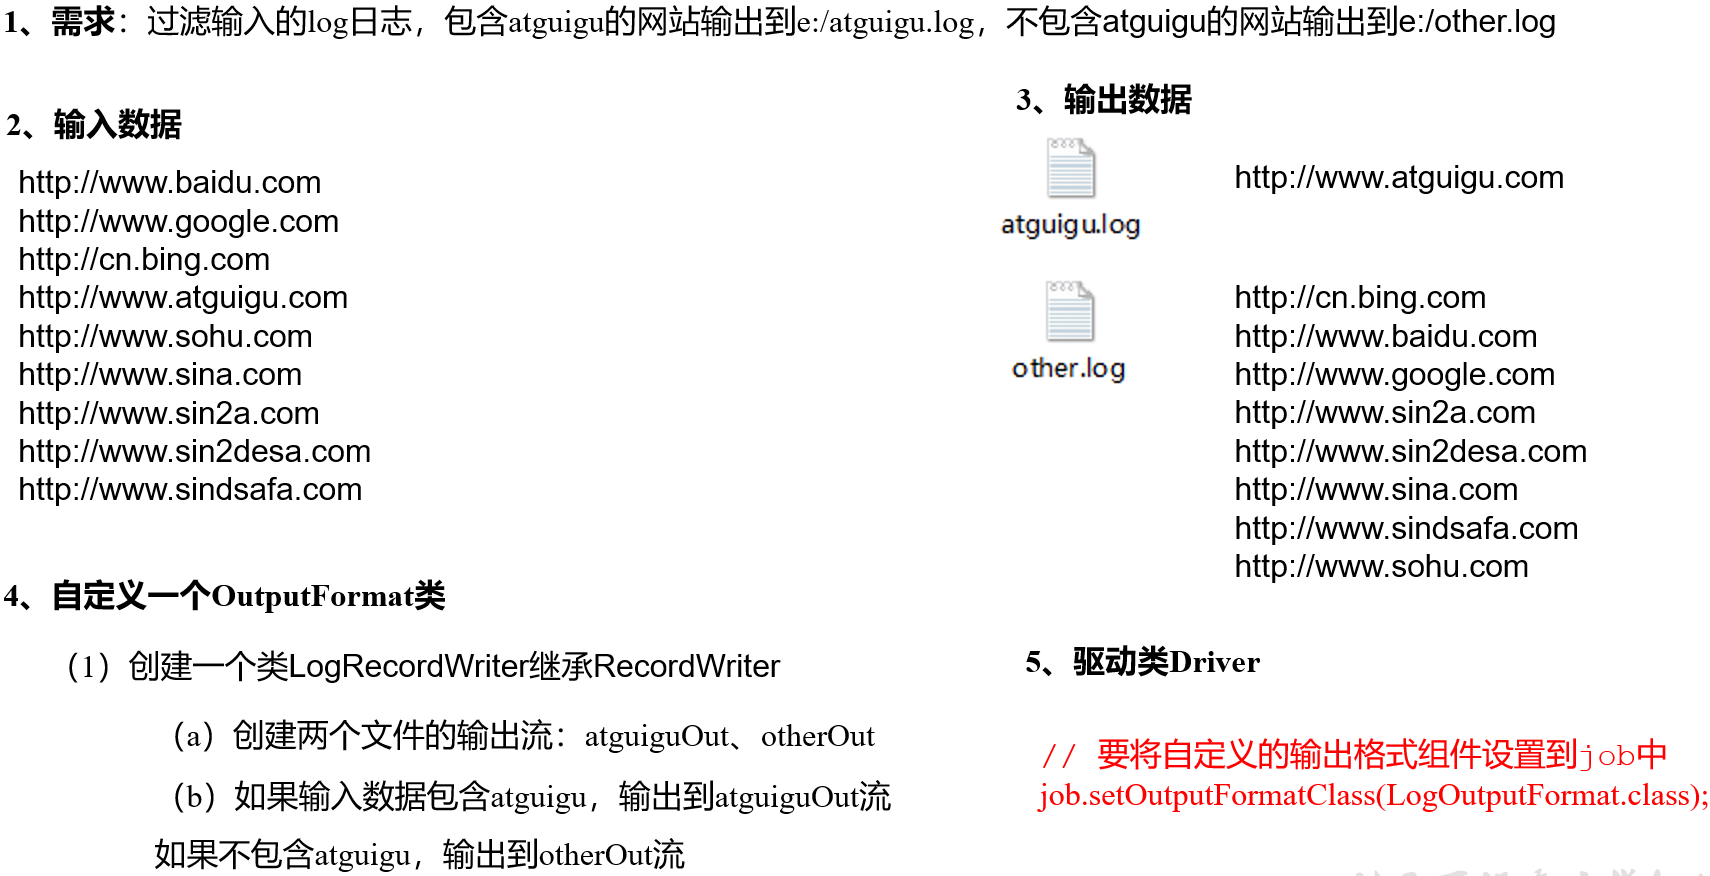 1、需求：过滤输入的log日志，包含atguigu的网站输出到e:/atguigu.log，不包含atguigu的网站输出到e:/other.log
2、输入数据
http://www.baidu.com
http://www.google.com
http://cn.bing.com
http://www.atguigu.com
http://www.sohu.com
http://www.sina.com
http://www.sin2a.com
http://www.sin2desa.com
http://www.sindsafa.com
3、输出数据
atguigu.log
http://www.atguigu.com
other.log
http://cn.bing.com
http://www.baidu.com
http://www.google.com
http://www.sin2a.com
http://www.sin2desa.com
http://www.sina.com
http://www.sindsafa.com
http://www.sohu.com
4、自定义一个OutputFormat类
（1）创建一个类LogRecordWriter继承RecordWriter
（a）创建两个文件的输出流：atguiguOut、otherOut
（b）如果输入数据包含atguigu，输出到atguiguOut流
如果不包含atguigu，输出到otherOut流
5、驱动类Driver
// 要将自定义的输出格式组件设置到job中
job.setOutputFormatClass(LogOutputFormat.class);